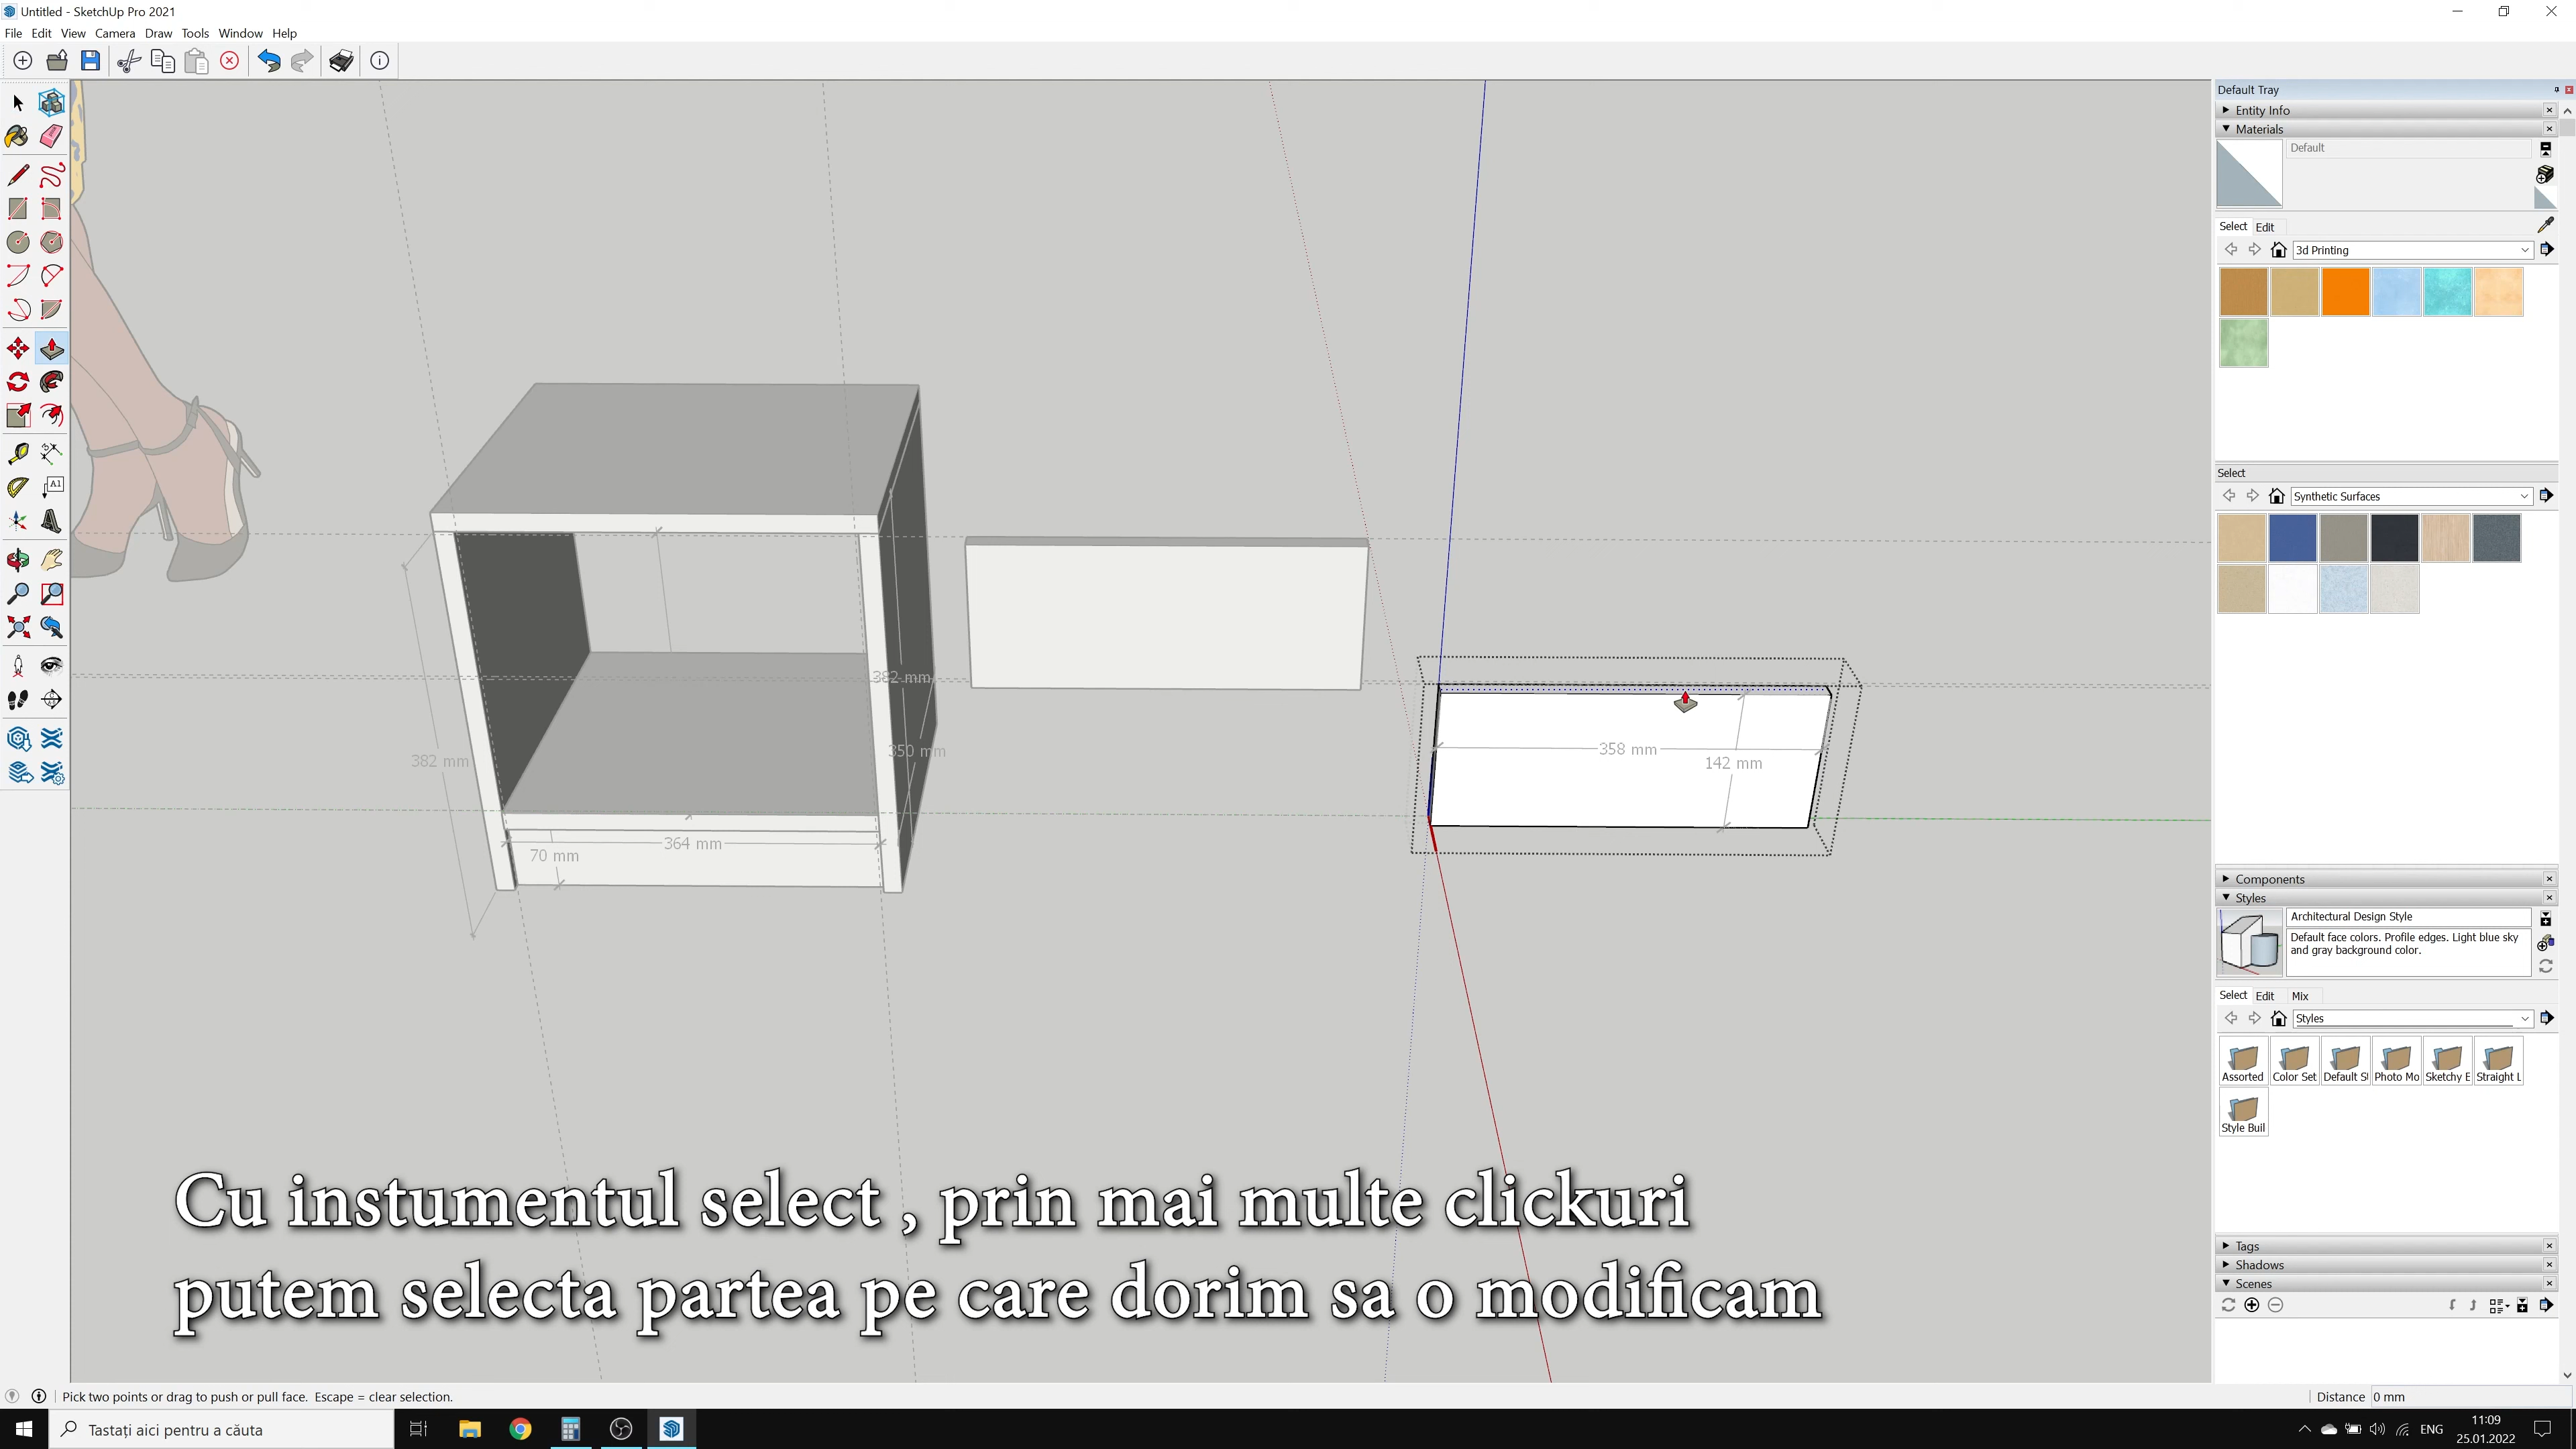 Untitled - SketchUp Pro 2021
File Edit View Camera Draw Tools Window Help
Default Tray
Entity Info
Materials
Default
Select Edit
3d Printing
Select
Synthetic Surfaces
Components
Styles
Architectural Design Style
Default face colors. Profile edges. Light blue sky
and gray background color.
Select Edit Mix
Styles
Assorted Color Set Default S Photo Mo Sketchy E Straight L
Style Buil
Tags
Shadows
Scenes
A1
382 mm
350 mm
382 mm
364 mm
70 mm
358 mm
142 mm
Cu instumentul select , prin mai multe clickuri
putem selecta partea pe care dorim sa o modificam
Pick two points or drag to push or pull face. Escape = clear selection.
Distance 0 mm
Tastați aici pentru a căuta
ENG
11:09
25.01.2022